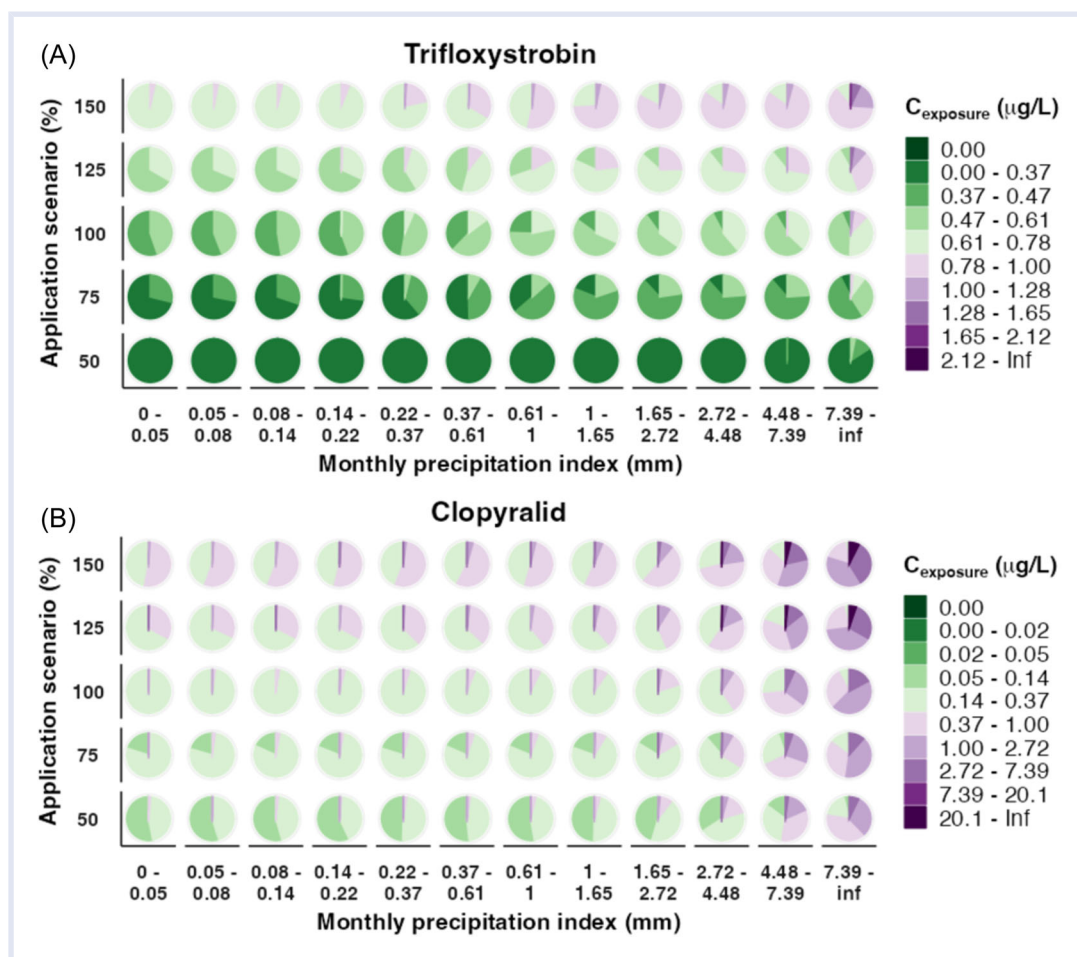 (A)
Trifloxystrobin
Application scenario (%)
150
125
100
75
50
0 - 0.05 - 0.08 - 0.14 - 0.22 - 0.37 - 0.61 - 1 - 1.65 - 2.72 - 4.48 - 7.39 -
0.05 0.08 0.14 0.22 0.37 0.61 1 1.65 2.72 4.48 7.39 inf
Monthly precipitation index (mm)
Cexposure (μg/L)
0.00
0.00 - 0.37
0.37 - 0.47
0.47 - 0.61
0.61 - 0.78
0.78 - 1.00
1.00 - 1.28
1.28 - 1.65
1.65 - 2.12
2.12 - Inf
(B)
Clopyralid
Application scenario (%)
150
125
100
75
50
0 - 0.05 - 0.08 - 0.14 - 0.22 - 0.37 - 0.61 - 1 - 1.65 - 2.72 - 4.48 - 7.39 -
0.05 0.08 0.14 0.22 0.37 0.61 1 1.65 2.72 4.48 7.39 inf
Monthly precipitation index (mm)
Cexposure (μg/L)
0.00
0.00 - 0.02
0.02 - 0.05
0.05 - 0.14
0.14 - 0.37
0.37 - 1.00
1.00 - 2.72
2.72 - 7.39
7.39 - 20.1
20.1 - Inf